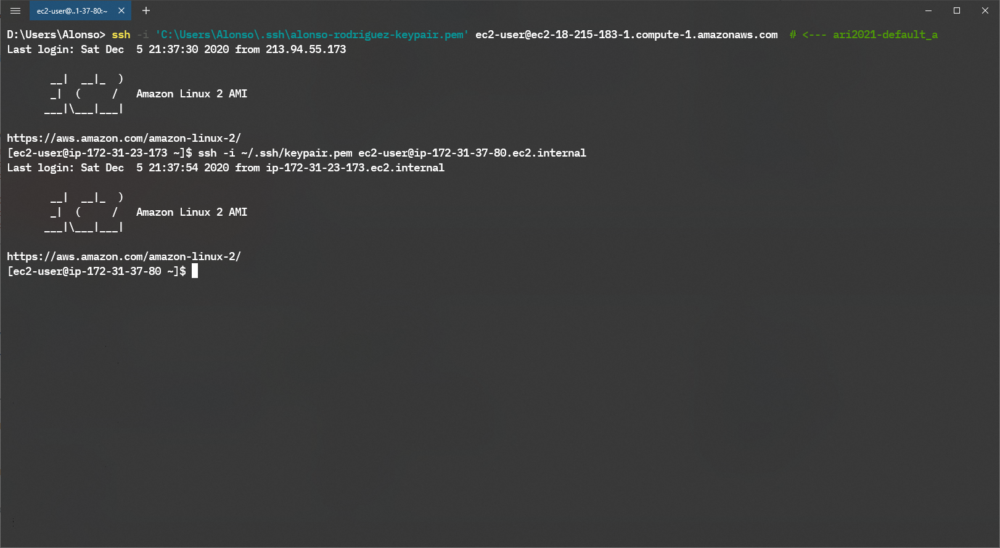 ec2-user@..1-37-80:~
D:\Users\Alonso> ssh -i 'C:\Users\Alonso\.ssh\alonso-rodriguez-keypair.pem' ec2-user@ec2-18-215-183-1.compute-1.amazonaws.com  # <--- ari2021-default_a
Last login: Sat Dec  5 21:37:30 2020 from 213.94.55.173
       __|  __|_  )
       _|  (     /   Amazon Linux 2 AMI
      ___|\___|___|
https://aws.amazon.com/amazon-linux-2/
[ec2-user@ip-172-31-23-173 ~]$ ssh -i ~/.ssh/keypair.pem ec2-user@ip-172-31-37-80.ec2.internal
Last login: Sat Dec  5 21:37:54 2020 from ip-172-31-23-173.ec2.internal
       __|  __|_  )
       _|  (     /   Amazon Linux 2 AMI
      ___|\___|___|
https://aws.amazon.com/amazon-linux-2/
[ec2-user@ip-172-31-37-80 ~]$